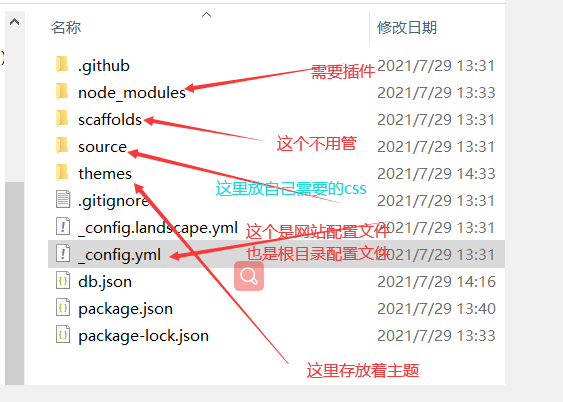 名称 修改日期
.github 2021/7/29 13:31
需要插件
node_modules 2021/7/29 13:33
scaffolds 2021/7/29 13:31
这个不用管
source 2021/7/29 13:31
themes 2021/7/29 14:33
这里放自己需要的css
.gitignore 2021/7/29 13:31
_config.landscape.yml 2021/7/29 13:31
这个是网站配置文件
_config.yml 2021/7/29 13:31
也是根目录配置文件
db.json 2021/7/29 14:16
package.json 2021/7/29 13:40
package-lock.json 2021/7/29 13:33
这里存放着主题